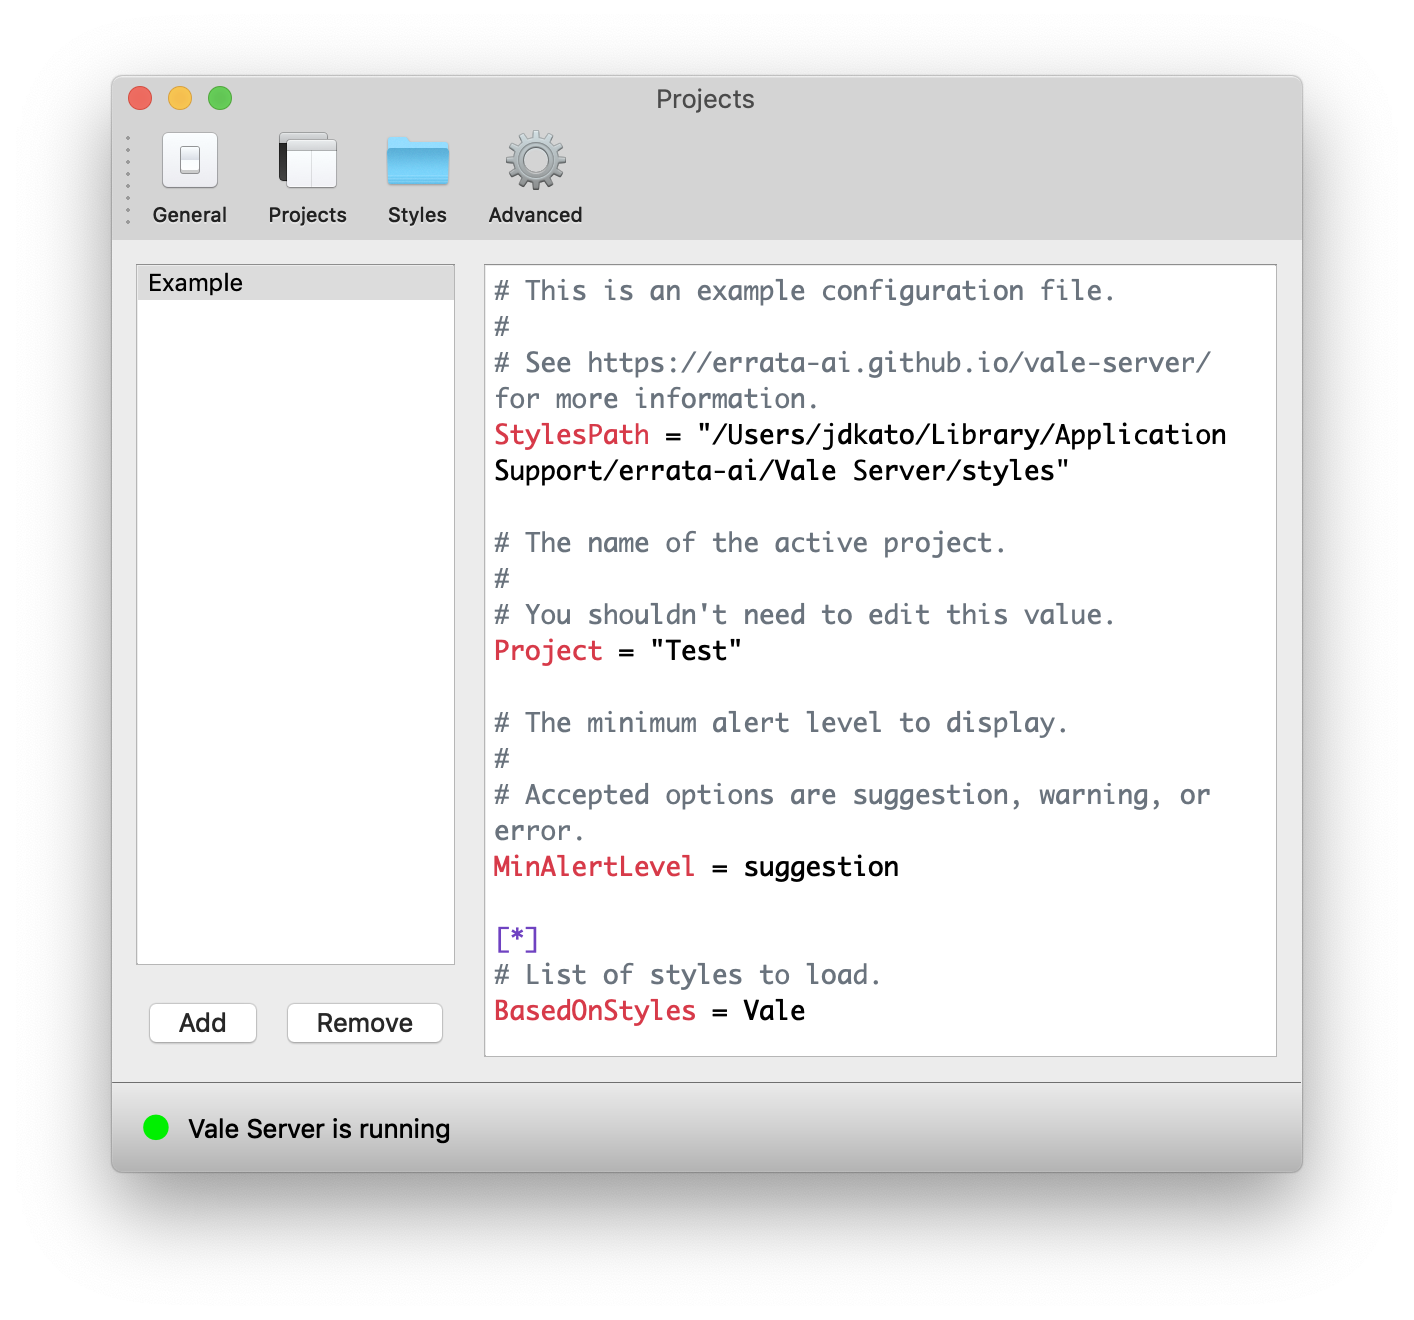 Projects
General
Projects
Styles
Advanced
Example
# This is an example configuration file.
#
# See https://errata-ai.github.io/vale-server/
for more information.
StylesPath = "/Users/jdkato/Library/Application
Support/errata-ai/Vale Server/styles"
# The name of the active project.
#
# You shouldn't need to edit this value.
Project = "Test"
# The minimum alert level to display.
#
# Accepted options are suggestion, warning, or
error.
MinAlertLevel = suggestion
[*]
# List of styles to load.
BasedOnStyles = Vale
Add
Remove
Vale Server is running